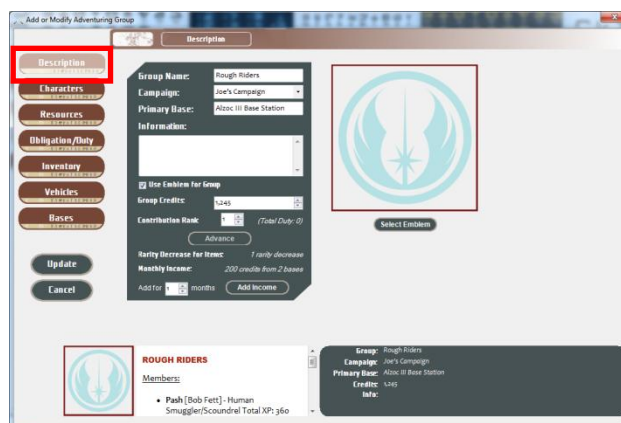 Add or Modify Adventuring Group
Description
Description
Characters
Resources
Obligation/Duty
Inventory
Vehicles
Bases
Update
Cancel
Group Name: Rough Riders
Campaign: Joe's Campaign
Primary Base: Alzoc III Base Station
Information:
Use Emblem for Group
Group Credits: 1,245
Contribution Rank 1 (Total Duty: 0)
Advance
Rarity Decrease for Items: 1 rarity decrease
Monthly Income: 200 credits from 2 bases
Add for 1 months Add Income
Select Emblem
ROUGH RIDERS
Members:
• Pash [Bob Fett] - Human
Smuggler/Scoundrel Total XP: 360
Group: Rough Riders
Campaign: Joe's Campaign
Primary Base: Alzoc III Base Station
Credits: 1,245
Info: